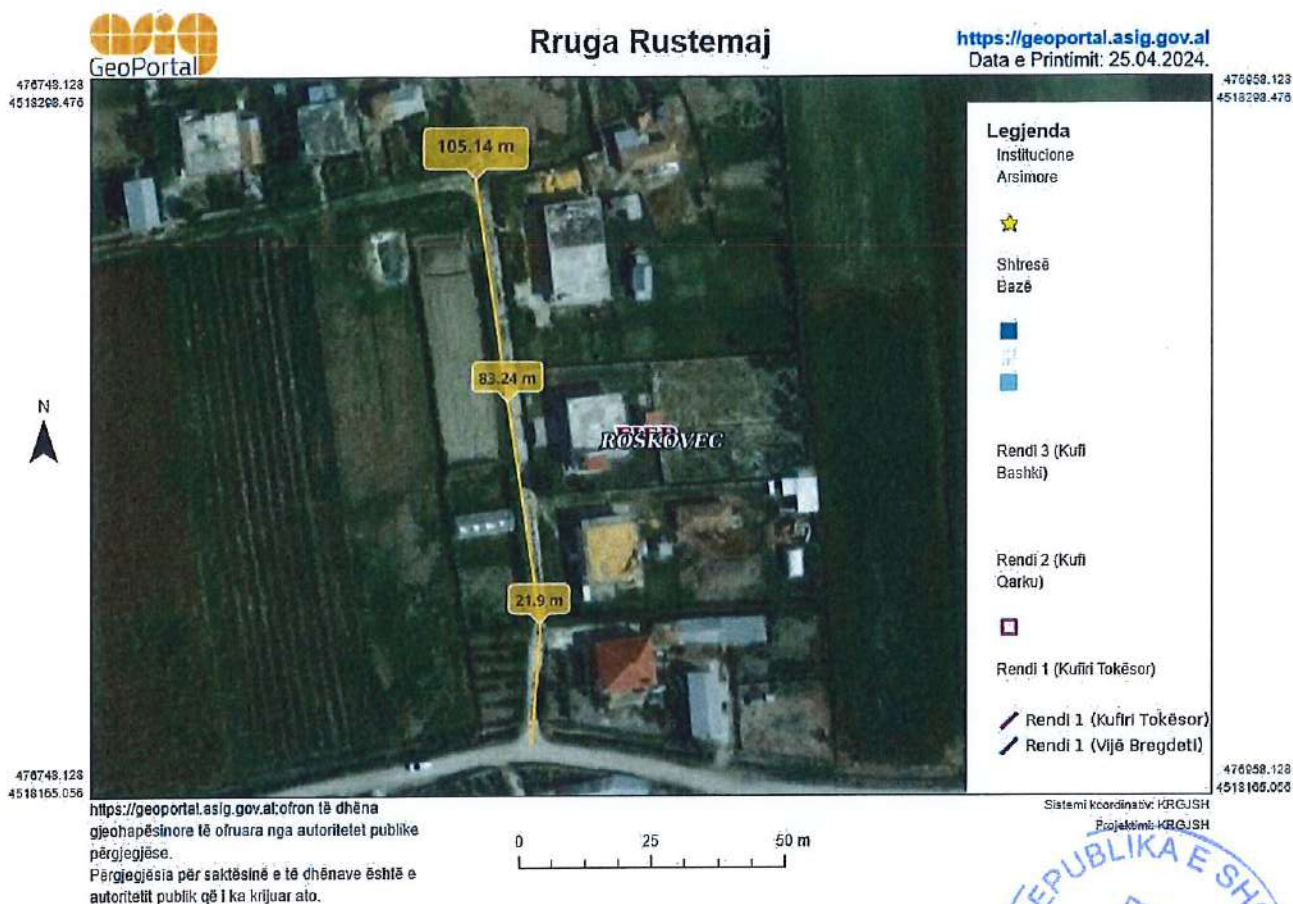 asig
GeoPortal
Rruga Rustemaj
https://geoportal.asig.gov.al
Data e Printimit: 25.04.2024.
476748.128
4518298.476
476958.128
4518298.476
105.14 m
83.24 m
21.9 m
FIER
ROSKOVEC
N
Legjenda
Institucione
Arsimore
Shtresë
Bazë
Rendi 3 (Kufi
Bashki)
Rendi 2 (Kufi
Qarku)
Rendi 1 (Kufiri Tokësor)
Rendi 1 (Kufiri Tokësor)
Rendi 1 (Vijë Bregdeti)
476748.128
4518165.056
476958.128
4518165.056
https://geoportal.asig.gov.al:ofron të dhëna
gjeohapësinore të ofruara nga autoritetet publike
përgjegjëse.
Përgjegjësia për saktësinë e të dhënave është e
autoritetit publik që i ka krijuar ato.
0 25 50 m
Sistemi koordinativ: KRGJSH
Projektimi: KRGJSH
EPUBLIKA E SH